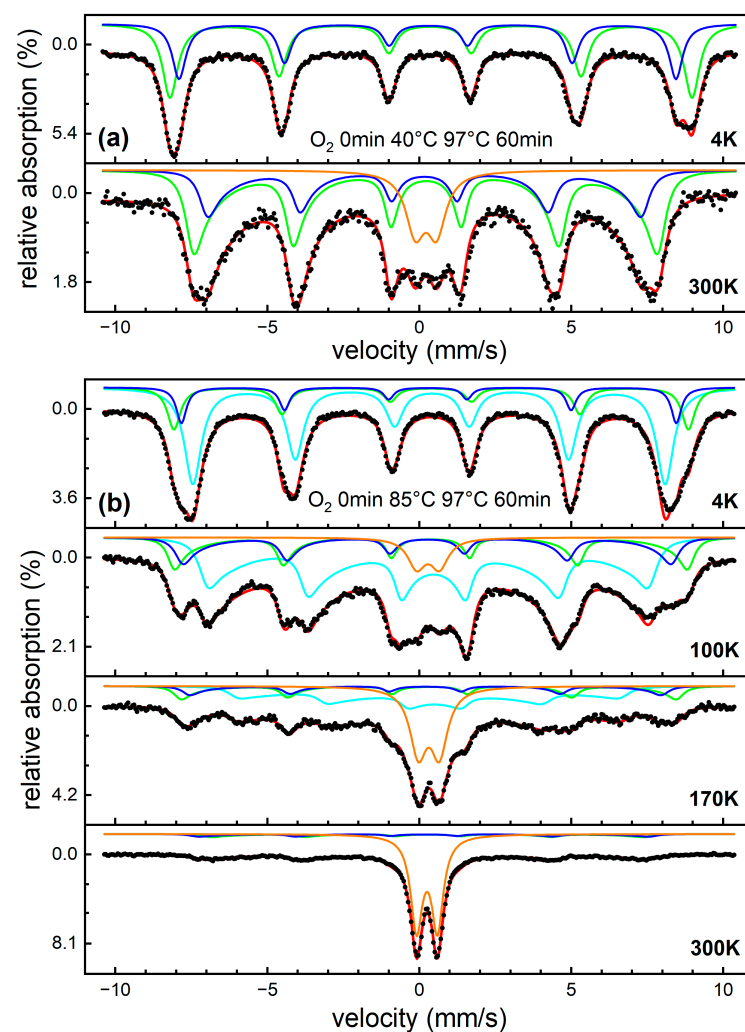 0.0
5.4
(a)
O₂ 0min 40°C 97°C 60min
4K
0.0
1.8
300K
relative absorption (%)
−10 −5 0 5 10
velocity (mm/s)
0.0
3.6
(b)
O₂ 0min 85°C 97°C 60min
4K
0.0
2.1
100K
0.0
4.2
170K
0.0
8.1
300K
relative absorption (%)
−10 −5 0 5 10
velocity (mm/s)